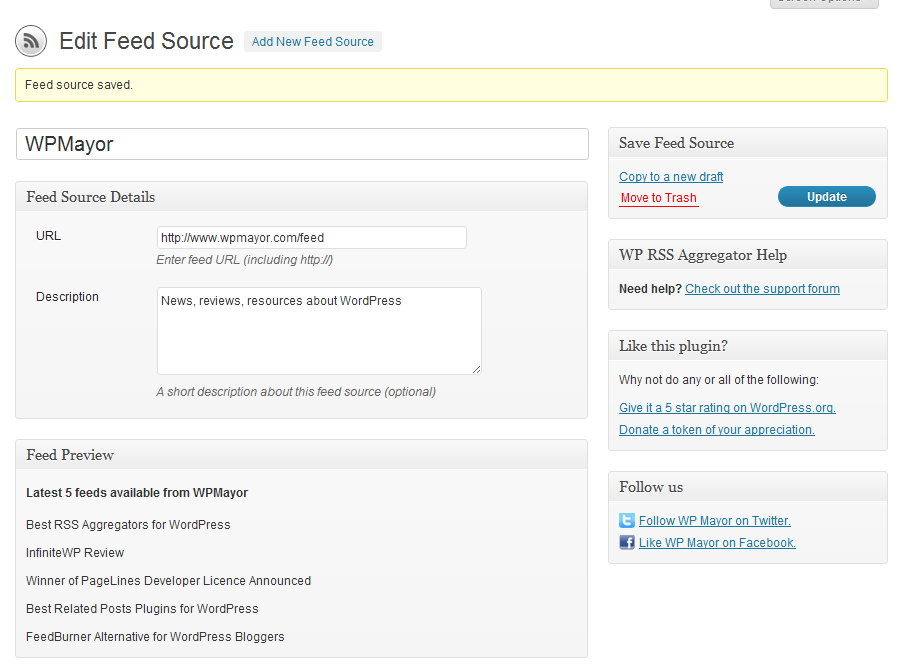 Screen Options
Edit Feed Source Add New Feed Source
Feed source saved.
WPMayor
Feed Source Details
URL
http://www.wpmayor.com/feed
Enter feed URL (including http://)
Description
News, reviews, resources about WordPress
A short description about this feed source (optional)
Feed Preview
Latest 5 feeds available from WPMayor
Best RSS Aggregators for WordPress
InfiniteWP Review
Winner of PageLines Developer Licence Announced
Best Related Posts Plugins for WordPress
FeedBurner Alternative for WordPress Bloggers
Save Feed Source
Copy to a new draft
Move to Trash
Update
WP RSS Aggregator Help
Need help? Check out the support forum
Like this plugin?
Why not do any or all of the following:
Give it a 5 star rating on WordPress.org.
Donate a token of your appreciation.
Follow us
Follow WP Mayor on Twitter.
Like WP Mayor on Facebook.